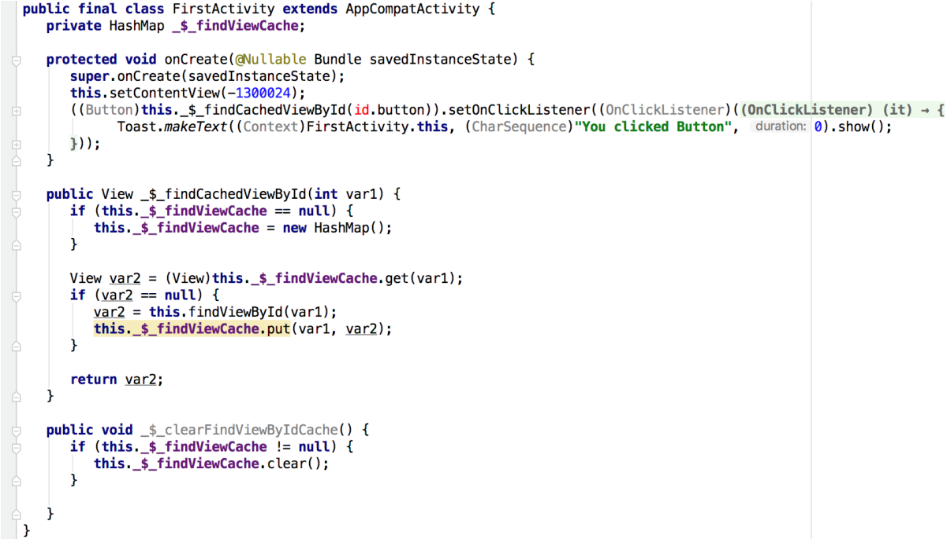 public final class FirstActivity extends AppCompatActivity {
private HashMap _$_findViewCache;
protected void onCreate(@Nullable Bundle savedInstanceState) {
super.onCreate(savedInstanceState);
this.setContentView(-1300024);
((Button)this._$_findCachedViewById(id.button)).setOnClickListener((OnClickListener)((OnClickListener) (it) → {
Toast.makeText((Context)FirstActivity.this, (CharSequence)"You clicked Button", duration: 0).show();
}));
}
public View _$_findCachedViewById(int var1) {
if (this._$_findViewCache == null) {
this._$_findViewCache = new HashMap();
}
View var2 = (View)this._$_findViewCache.get(var1);
if (var2 == null) {
var2 = this.findViewById(var1);
this._$_findViewCache.put(var1, var2);
}
return var2;
}
public void _$_clearFindViewByIdCache() {
if (this._$_findViewCache != null) {
this._$_findViewCache.clear();
}
}
}